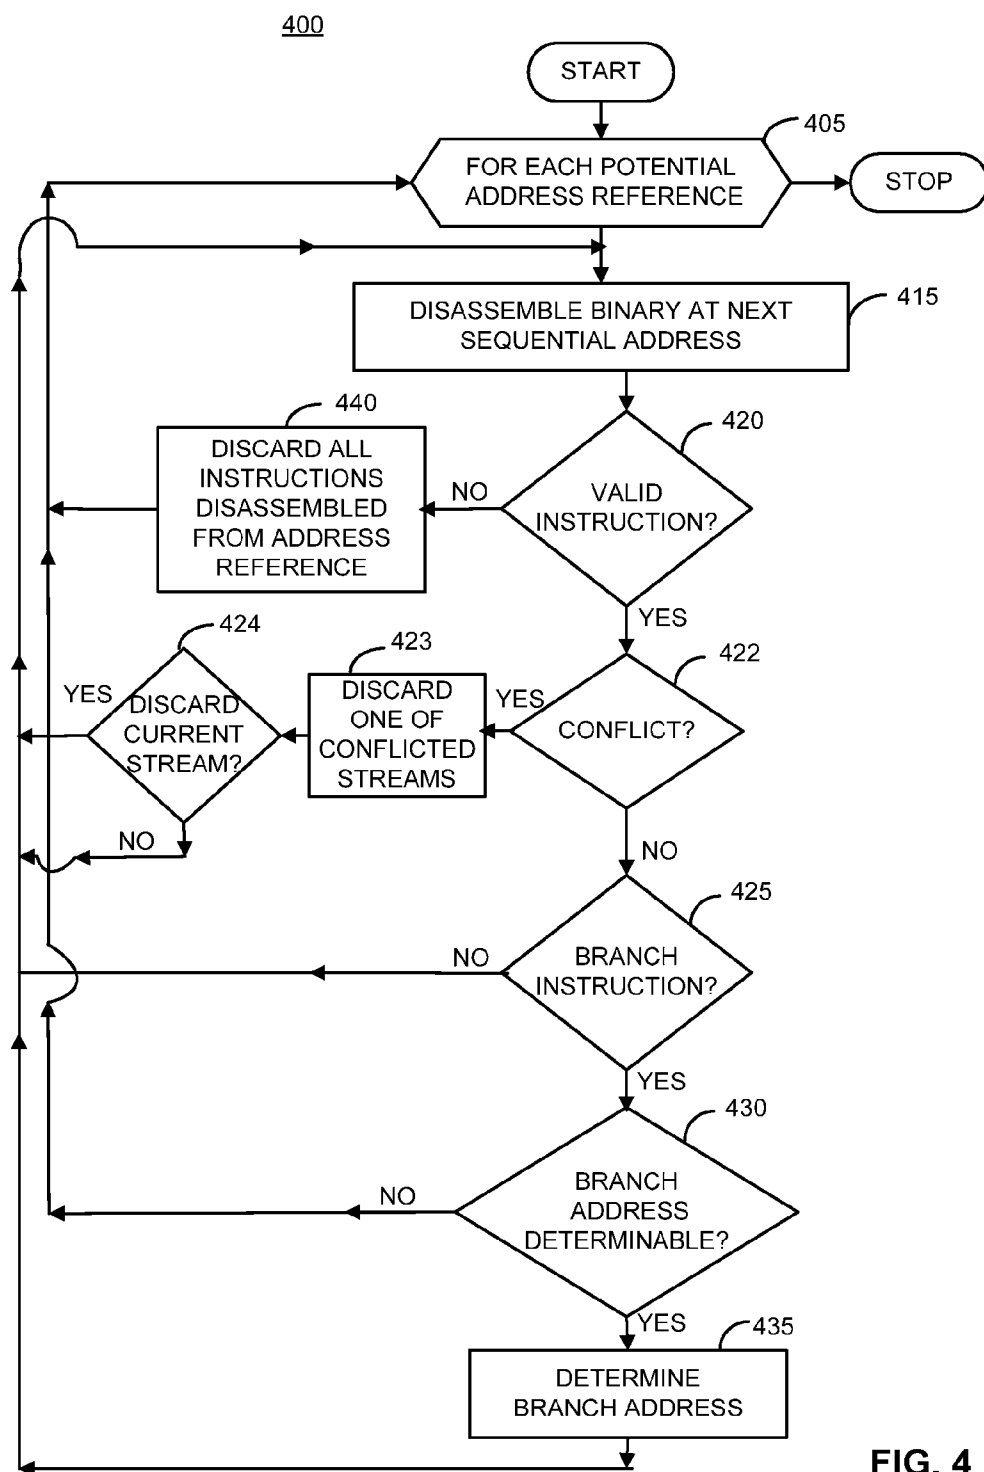 400
START
405
FOR EACH POTENTIAL
ADDRESS REFERENCE
STOP
415
DISASSEMBLE BINARY AT NEXT
SEQUENTIAL ADDRESS
440
420
DISCARD ALL
INSTRUCTIONS
DISASSEMBLED
FROM ADDRESS
REFERENCE
NO
VALID
INSTRUCTION?
YES
424
423
422
YES
DISCARD
CURRENT
STREAM?
DISCARD
ONE OF
CONFLICTED
STREAMS
YES
CONFLICT?
NO
NO
425
NO
BRANCH
INSTRUCTION?
YES
430
NO
BRANCH
ADDRESS
DETERMINABLE?
YES
435
DETERMINE
BRANCH ADDRESS
FIG. 4